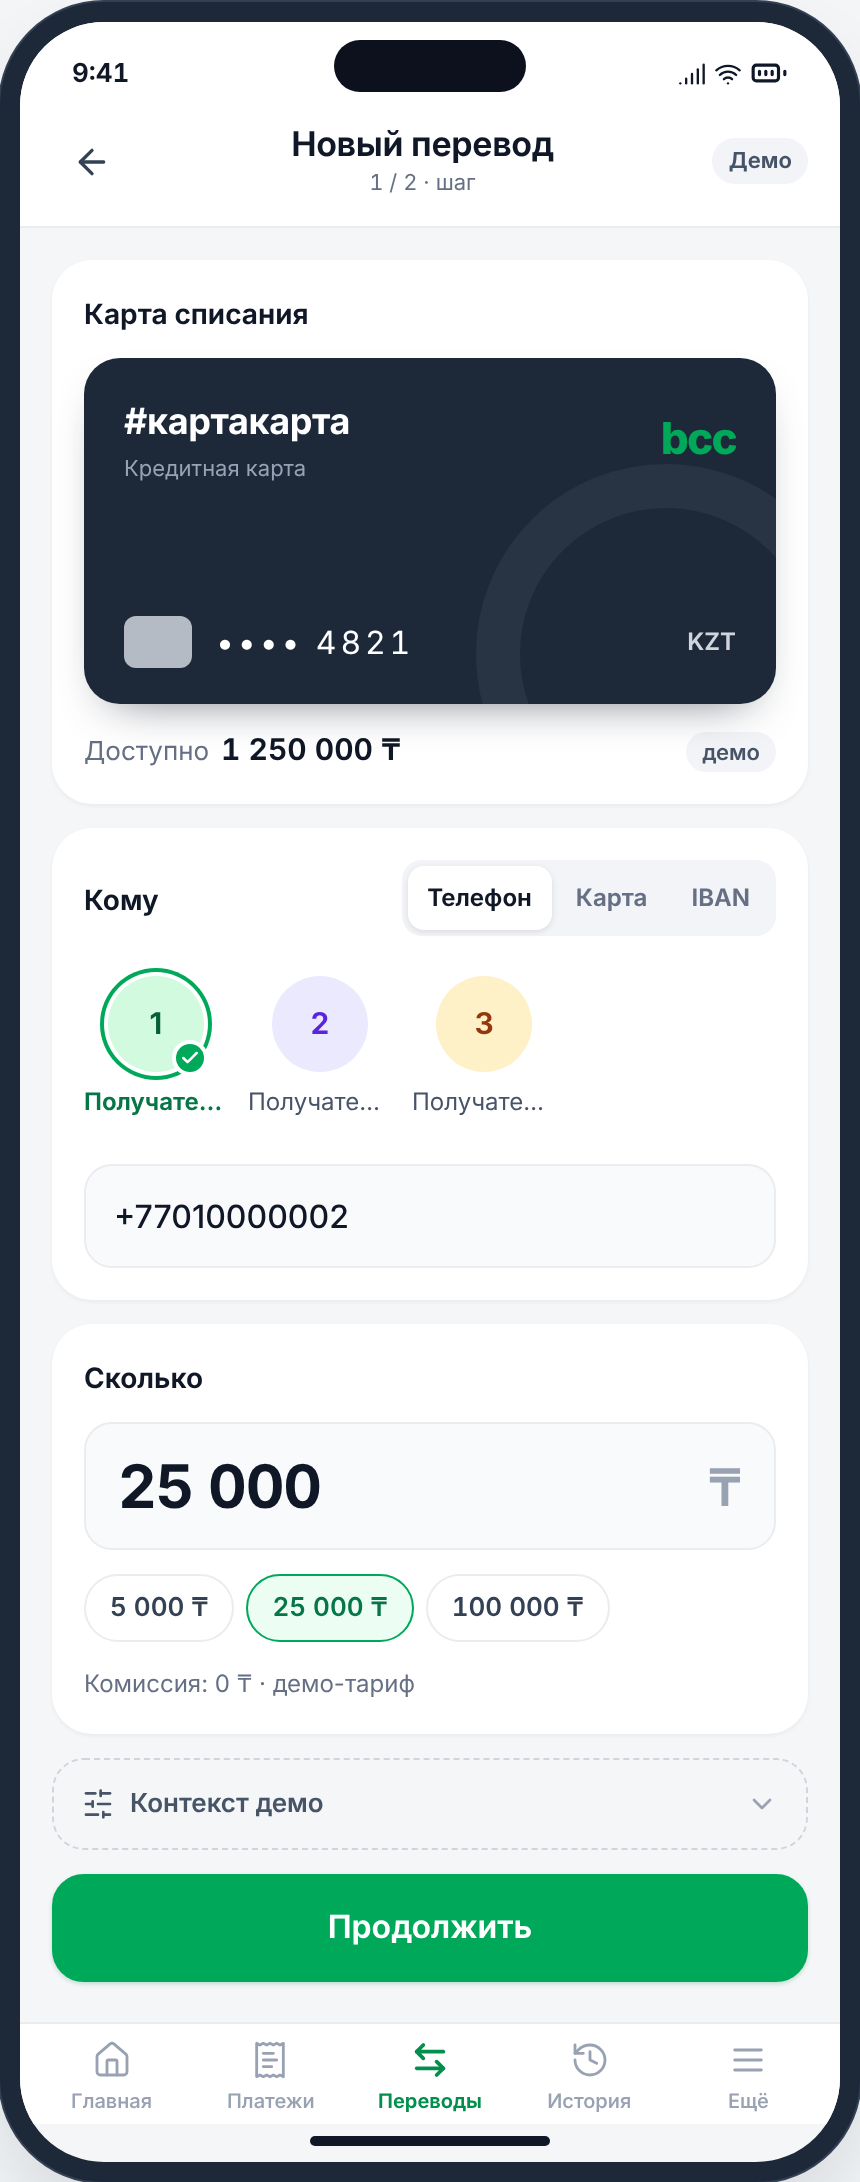 9:41
Новый перевод
1 / 2 · шаг
Демо
Карта списания
#картакарта
bcc
Кредитная карта
•••• 4821
KZT
Доступно 1 250 000 ₸
демо
Кому
Телефон Карта IBAN
1 2 3
Получате... Получате... Получате...
+77010000002
Сколько
25 000 ₸
5 000 ₸ 25 000 ₸ 100 000 ₸
Комиссия: 0 ₸ · демо-тариф
Контекст демо
Продолжить
Главная Платежи Переводы История Ещё